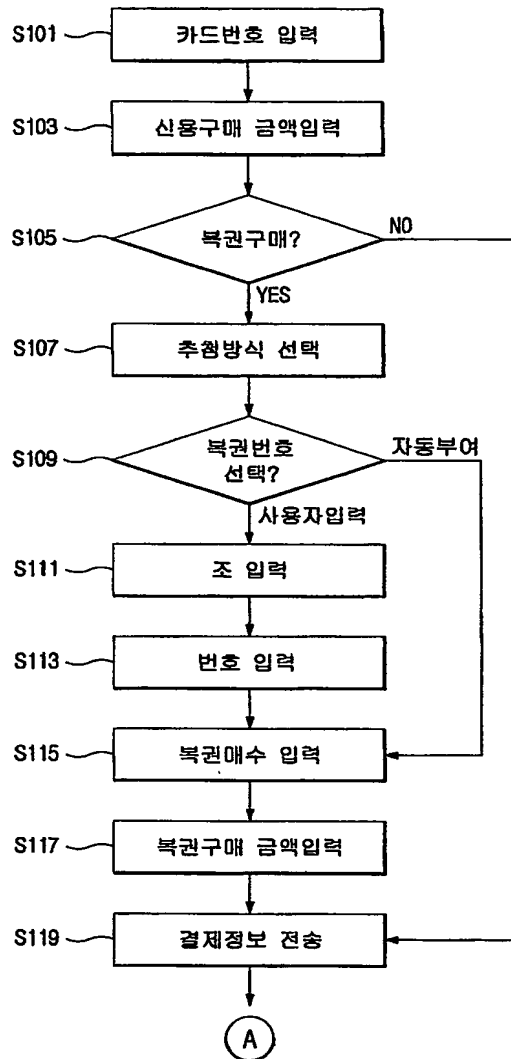 S101 카드번호 입력
S103 신용구매 금액입력
S105 복권구매? NO
YES
S107 추첨방식 선택
S109 복권번호 자동부여
선택?
사용자입력
S111 조 입력
S113 번호 입력
S115 복권매수 입력
S117 복권구매 금액입력
S119 결제정보 전송
A